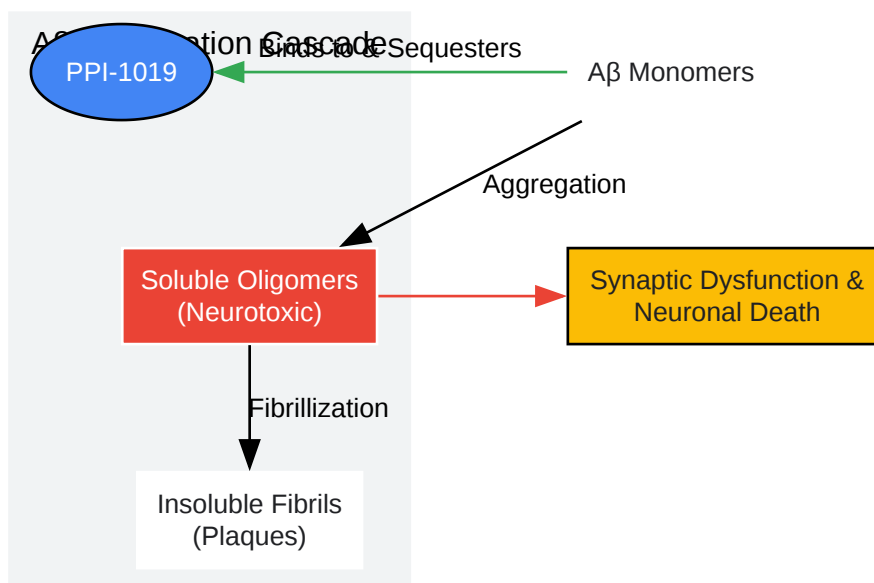 Cascade
Binds to & Sequesters
PPI-1019
Aβ Monomers
Aggregation
Soluble Oligomers
(Neurotoxic)
Synaptic Dysfunction &
Neuronal Death
Fibrillization
Insoluble Fibrils
(Plaques)